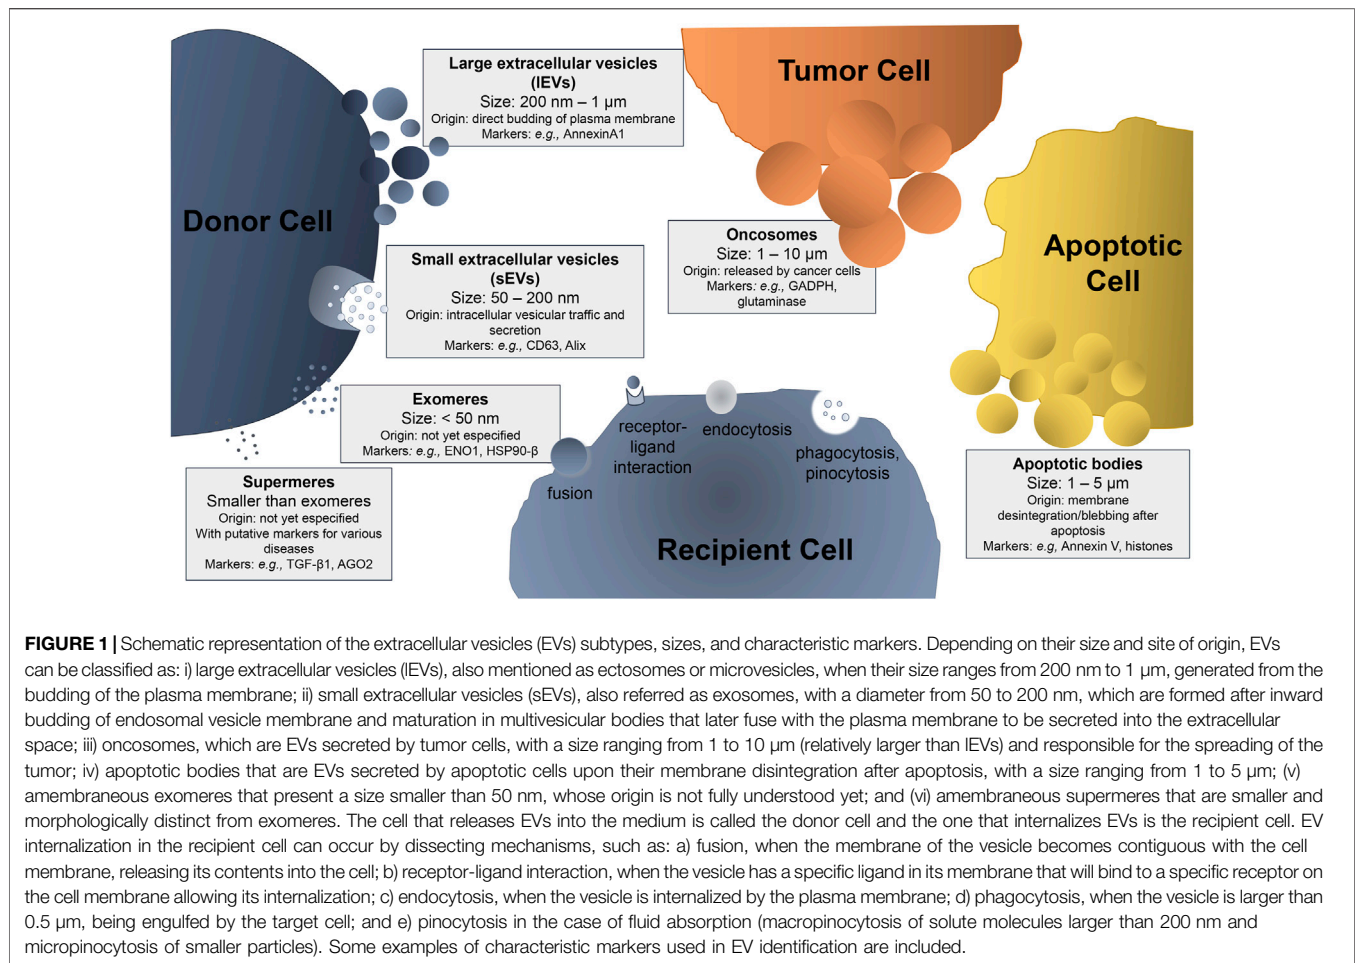 Large extracellular vesicles
(lEVs)
Size: 200 nm – 1 µm
Origin: direct budding of plasma membrane
Markers: e.g., AnnexinA1
Tumor Cell
Donor Cell
Oncosomes
Size: 1 – 10 µm
Origin: released by cancer cells
Markers: e.g., GADPH,
glutaminase
Apoptotic
Cell
Small extracellular vesicles
(sEVs)
Size: 50 – 200 nm
Origin: intracellular vesicular traffic and
secretion
Markers: e.g., CD63, Alix
Exomeres
Size: < 50 nm
Origin: not yet especified
Markers: e.g., ENO1, HSP90-β
receptor-
ligand
interaction
endocytosis
phagocytosis,
pinocytosis
fusion
Recipient Cell
Supermeres
Smaller than exomeres
Origin: not yet especified
With putative markers for various
diseases
Markers: e.g., TGF-β1, AGO2
Apoptotic bodies
Size: 1 – 5 µm
Origin: membrane
desintegration/blebbing after
apoptosis
Markers: e.g, Annexin V, histones
FIGURE 1 | Schematic representation of the extracellular vesicles (EVs) subtypes, sizes, and characteristic markers. Depending on their size and site of origin, EVs
can be classified as: i) large extracellular vesicles (lEVs), also mentioned as ectosomes or microvesicles, when their size ranges from 200 nm to 1 µm, generated from the
budding of the plasma membrane; ii) small extracellular vesicles (sEVs), also referred as exosomes, with a diameter from 50 to 200 nm, which are formed after inward
budding of endosomal vesicle membrane and maturation in multivesicular bodies that later fuse with the plasma membrane to be secreted into the extracellular
space; iii) oncosomes, which are EVs secreted by tumor cells, with a size ranging from 1 to 10 µm (relatively larger than lEVs) and responsible for the spreading of the
tumor; iv) apoptotic bodies that are EVs secreted by apoptotic cells upon their membrane disintegration after apoptosis, with a size ranging from 1 to 5 µm; (v)
amembraneous exomeres that present a size smaller than 50 nm, whose origin is not fully understood yet; and (vi) amembraneous supermeres that are smaller and
morphologically distinct from exomeres. The cell that releases EVs into the medium is called the donor cell and the one that internalizes EVs is the recipient cell. EV
internalization in the recipient cell can occur by dissecting mechanisms, such as: a) fusion, when the membrane of the vesicle becomes contiguous with the cell
membrane, releasing its contents into the cell; b) receptor-ligand interaction, when the vesicle has a specific ligand in its membrane that will bind to a specific receptor on
the cell membrane allowing its internalization; c) endocytosis, when the vesicle is internalized by the plasma membrane; d) phagocytosis, when the vesicle is larger than
0.5 µm, being engulfed by the target cell; and e) pinocytosis in the case of fluid absorption (macropinocytosis of solute molecules larger than 200 nm and
micropinocytosis of smaller particles). Some examples of characteristic markers used in EV identification are included.